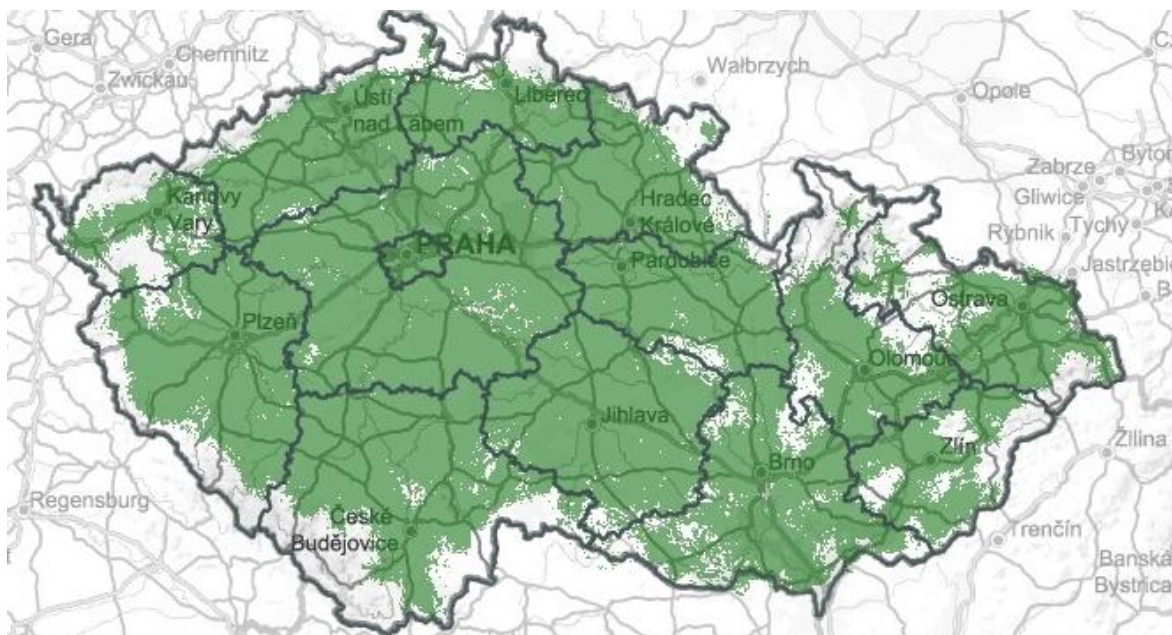 Gera
Chemnitz
Zwickau
Wałbrzych
Opole
Ústí
nad Labem
Liberec
Zabrze
Gliwice
Tychy
Rybnik
Karlovy
Vary
Hradec
Králové
PRAHA
Pardubice
Ostrava
Plzeň
Olomouc
Jihlava
Zlín
Brno
Žilina
Regensburg
České
Budějovice
Trenčín
Banská
Bystrica